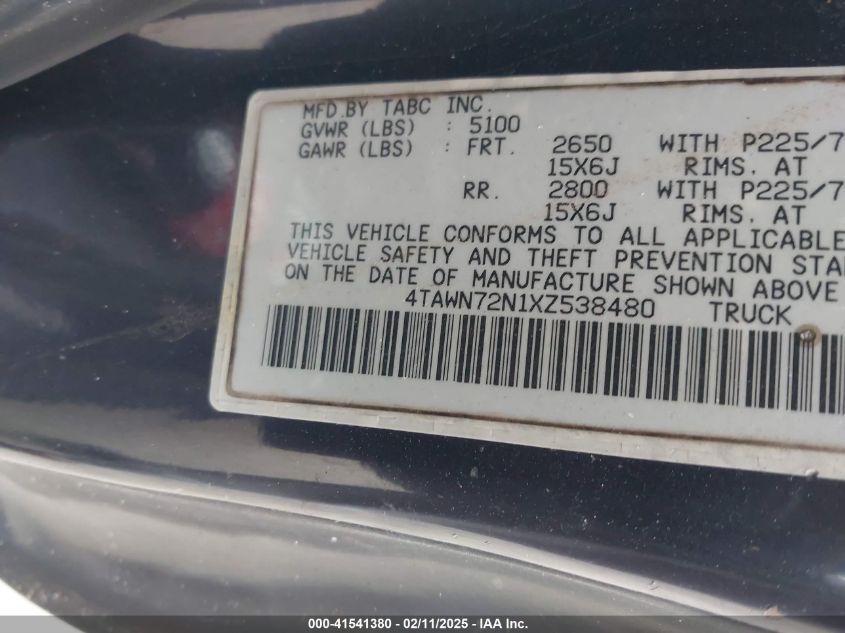 MFD.BY TABC INC.
GVWR (LBS) : 5100
GAWR (LBS) : FRT. 2650 WITH P225/7
15X6J RIMS. AT
RR. 2800 WITH P225/7
15X6J RIMS. AT
THIS VEHICLE CONFORMS TO ALL APPLICABLE
VEHICLE SAFETY AND THEFT PREVENTION STA
ON THE DATE OF MANUFACTURE SHOWN ABOVE
4TAWN72N1XZ538480 TRUCK
000-41541380 - 02/11/2025 - IAAI Inc.